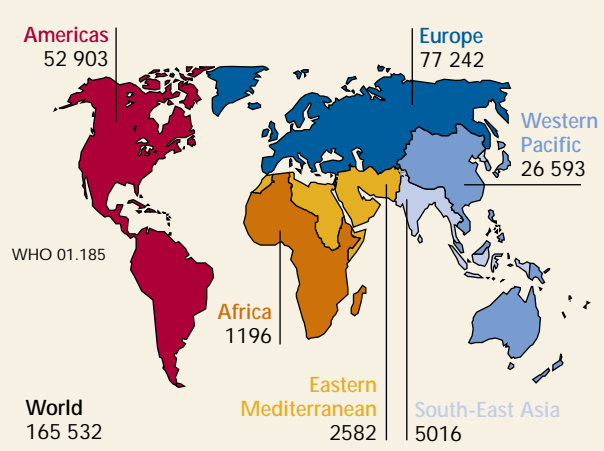 Americas
52 903
Europe
77 242
Western
Pacific
26 593
WHO 01.185
Africa
1196
Eastern
Mediterranean
2582
South-East Asia
5016
World
165 532